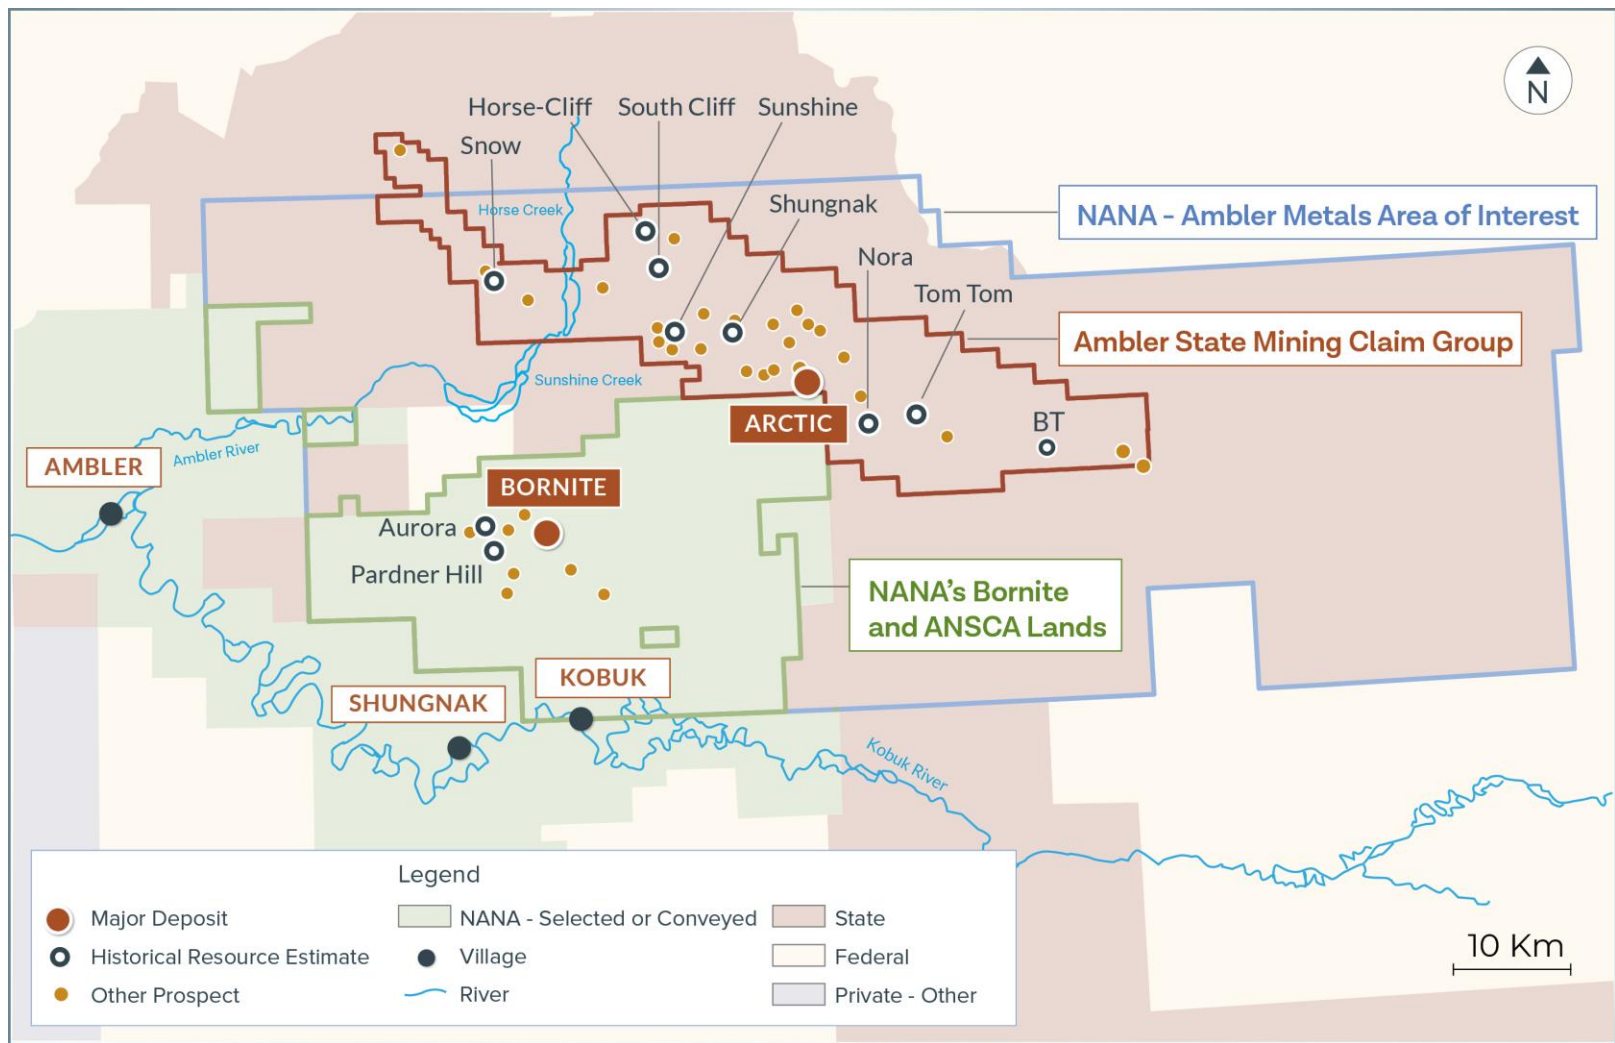 N
Horse-Cliff
South Cliff
Sunshine
Snow
Horse Creek
Shungnak
NANA - Ambler Metals Area of Interest
Nora
Tom Tom
Ambler State Mining Claim Group
Sunshine Creek
ARCTIC
BT
Ambler River
AMBLER
BORNITE
Aurora
Pardner Hill
NANA's Bornite
and ANSCA Lands
KOBUK
SHUNGNAK
Kobuk River
Legend
Major Deposit
Historical Resource Estimate
Other Prospect
NANA - Selected or Conveyed
Village
River
State
Federal
Private - Other
10 Km